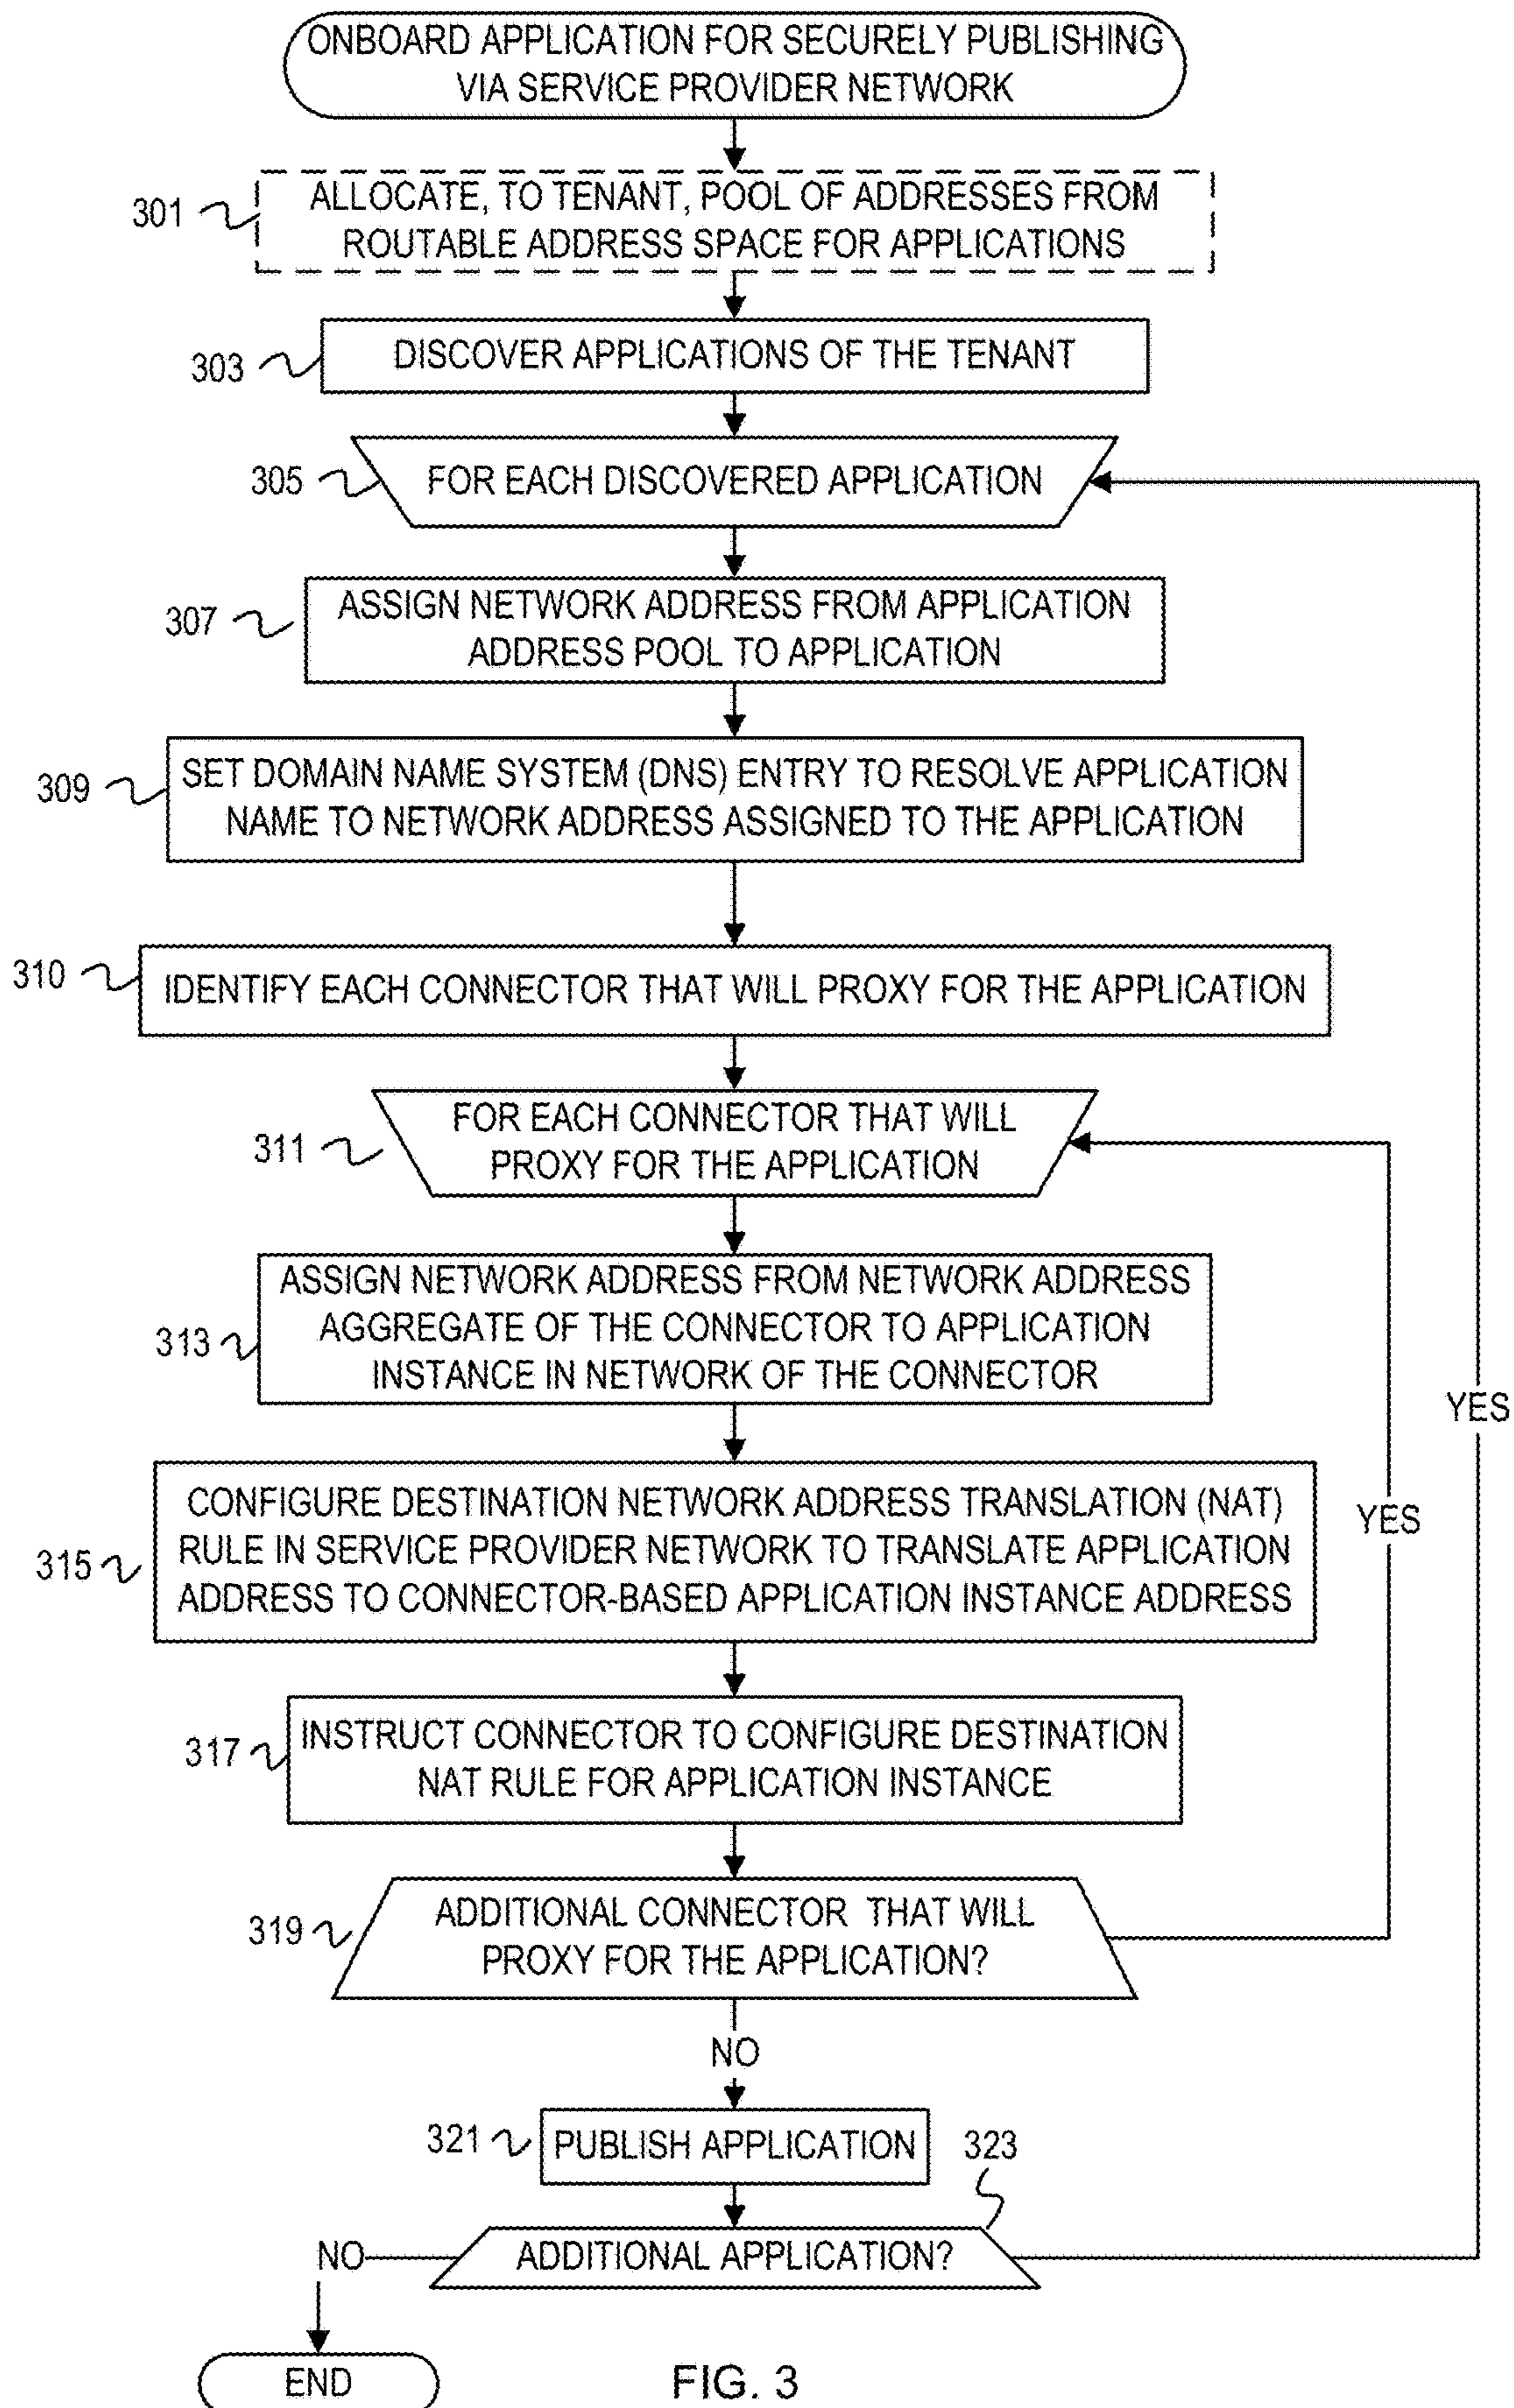 ONBOARD APPLICATION FOR SECURELY PUBLISHING
VIA SERVICE PROVIDER NETWORK
301
ALLOCATE, TO TENANT, POOL OF ADDRESSES FROM
ROUTABLE ADDRESS SPACE FOR APPLICATIONS
303
DISCOVER APPLICATIONS OF THE TENANT
305
FOR EACH DISCOVERED APPLICATION
307
ASSIGN NETWORK ADDRESS FROM APPLICATION
ADDRESS POOL TO APPLICATION
309
SET DOMAIN NAME SYSTEM (DNS) ENTRY TO RESOLVE APPLICATION
NAME TO NETWORK ADDRESS ASSIGNED TO THE APPLICATION
310
IDENTIFY EACH CONNECTOR THAT WILL PROXY FOR THE APPLICATION
311
FOR EACH CONNECTOR THAT WILL
PROXY FOR THE APPLICATION
313
ASSIGN NETWORK ADDRESS FROM NETWORK ADDRESS
AGGREGATE OF THE CONNECTOR TO APPLICATION
INSTANCE IN NETWORK OF THE CONNECTOR
YES
315
CONFIGURE DESTINATION NETWORK ADDRESS TRANSLATION (NAT)
RULE IN SERVICE PROVIDER NETWORK TO TRANSLATE APPLICATION
ADDRESS TO CONNECTOR-BASED APPLICATION INSTANCE ADDRESS
YES
317
INSTRUCT CONNECTOR TO CONFIGURE DESTINATION
NAT RULE FOR APPLICATION INSTANCE
319
ADDITIONAL CONNECTOR THAT WILL
PROXY FOR THE APPLICATION?
NO
321
PUBLISH APPLICATION
323
NO
ADDITIONAL APPLICATION?
END
FIG. 3